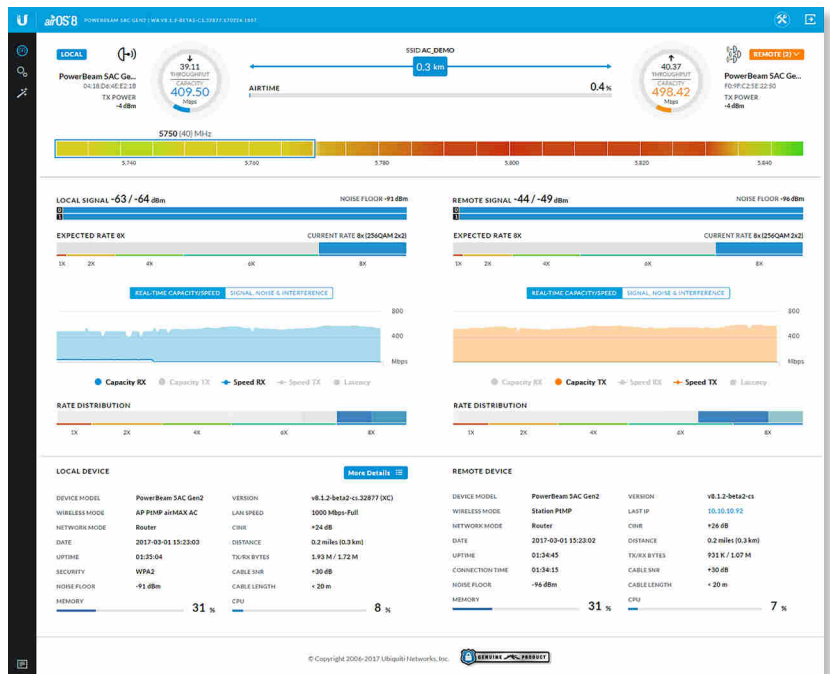 airOS 8 POWERBEAM 5AC GEN2 | WA V8.1.2-BETA2-CS.32877.170224.1807
LOCAL
PowerBeam 5AC Ge...
04:18:D6:4E:E2:18
TX POWER
-4 dBm
39.11
THROUGHPUT
CAPACITY
409.50
Mbps
SSID AC_DEMO
0.3 km
AIRTIME 0.4 %
40.37
THROUGHPUT
CAPACITY
498.42
Mbps
REMOTE (2)
PowerBeam 5AC Ge...
F0:9F:C2:5E:22:50
TX POWER
-4 dBm
5750 (40) MHz
5.740 5.760 5.780 5.800 5.820 5.840
LOCAL SIGNAL -63 / -64 dBm NOISE FLOOR -91 dBm
0
1
EXPECTED RATE 8X CURRENT RATE 8x (256QAM 2x2)
1X 2X 4X 6X 8X
REAL-TIME CAPACITY/SPEED SIGNAL, NOISE & INTERFERENCE
800
400
Mbps
Capacity RX Capacity TX Speed RX Speed TX Latency
RATE DISTRIBUTION
1X 2X 4X 6X 8X
REMOTE SIGNAL -44 / -49 dBm NOISE FLOOR -96 dBm
0
1
EXPECTED RATE 8X CURRENT RATE 8x (256QAM 2x2)
1X 2X 4X 6X 8X
REAL-TIME CAPACITY/SPEED SIGNAL, NOISE & INTERFERENCE
800
400
Mbps
Capacity RX Capacity TX Speed RX Speed TX Latency
RATE DISTRIBUTION
1X 2X 4X 6X 8X
LOCAL DEVICE More Details
DEVICE MODEL PowerBeam 5AC Gen2 VERSION v8.1.2-beta2-cs.32877 (XC)
WIRELESS MODE AP PtMP airMAX AC LAN SPEED 1000 Mbps-Full
NETWORK MODE Router CINR +24 dB
DATE 2017-03-01 15:23:03 DISTANCE 0.2 miles (0.3 km)
UPTIME 01:35:04 TX/RX BYTES 1.93 M / 1.72 M
SECURITY WPA2 CABLE SNR +30 dB
NOISE FLOOR -91 dBm CABLE LENGTH < 20 m
MEMORY 31 % CPU 8 %
REMOTE DEVICE
DEVICE MODEL PowerBeam 5AC Gen2 VERSION v8.1.2-beta2-cs
WIRELESS MODE Station PtMP LAST IP 10.10.10.92
NETWORK MODE Router CINR +26 dB
DATE 2017-03-01 15:23:02 DISTANCE 0.2 miles (0.3 km)
UPTIME 01:34:45 TX/RX BYTES 931 K / 1.07 M
CONNECTION TIME 01:34:15 CABLE SNR +30 dB
NOISE FLOOR -96 dBm CABLE LENGTH < 20 m
MEMORY 31 % CPU 7 %
© Copyright 2006-2017 Ubiquiti Networks, Inc. GENUINE PRODUCT